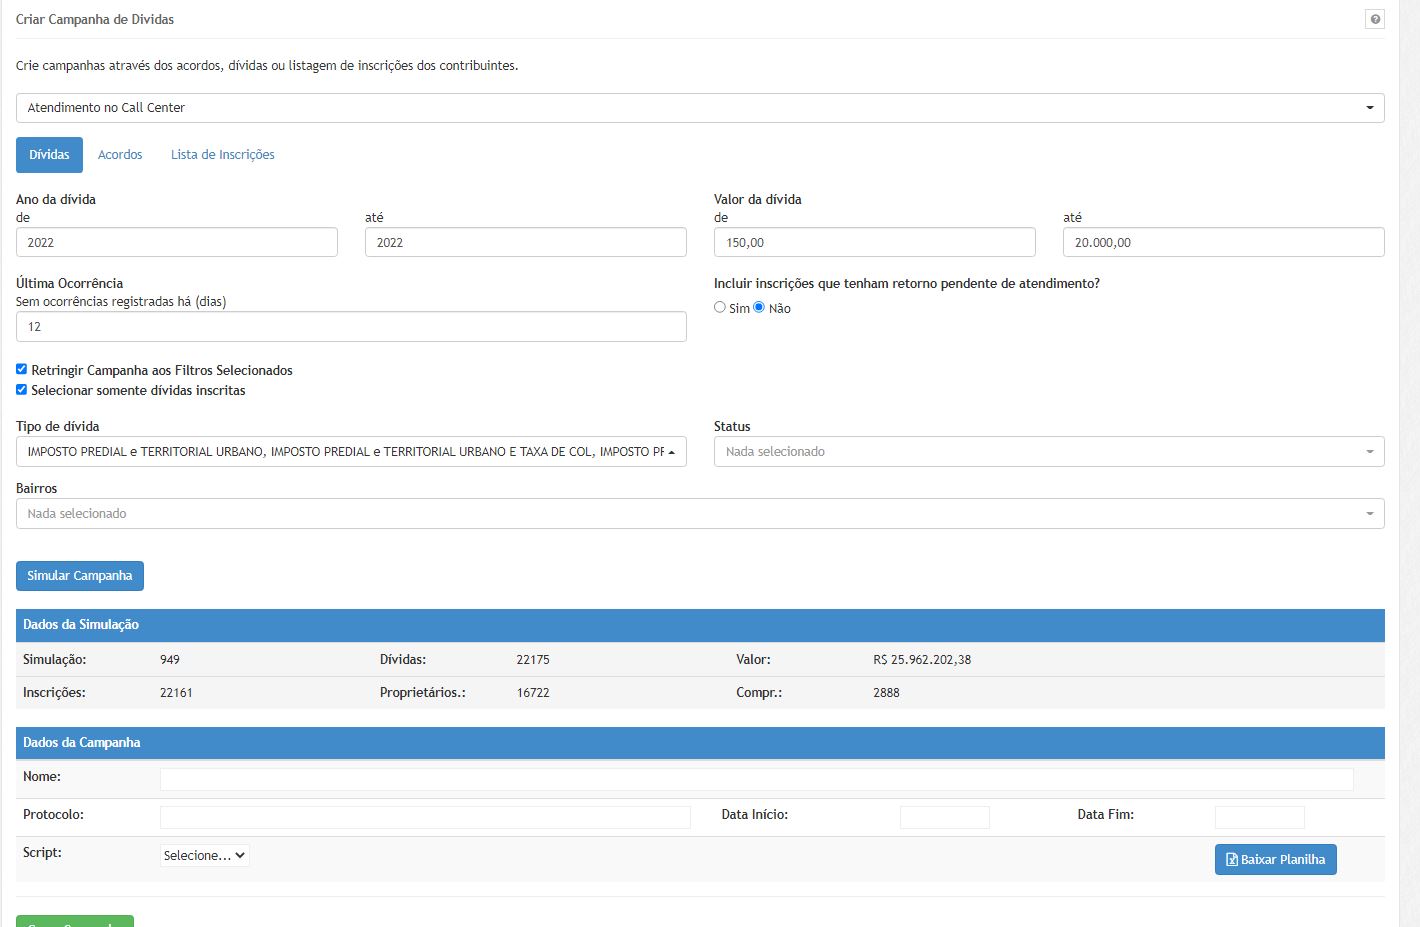 Criar Campanha de Dividas
Crie campanhas através dos acordos, dívidas ou listagem de inscrições dos contribuintes.
Atendimento no Call Center
Dívidas Acordos Lista de Inscrições
Ano da dívida Valor da dívida
de até de até
2022 2022 150,00 20.000,00
Última Ocorrência Incluir inscrições que tenham retorno pendente de atendimento?
Sem ocorrências registradas há (dias)
Sim Não
12
Retringir Campanha aos Filtros Selecionados
Selecionar somente dívidas inscritas
Tipo de dívida Status
IMPOSTO PREDIAL e TERRITORIAL URBANO, IMPOSTO PREDIAL e TERRITORIAL URBANO E TAXA DE COL, IMPOSTO PF Nada selecionado
Bairros
Nada selecionado
Simular Campanha
Dados da Simulação
Simulação: 949 Dívidas: 22175 Valor: R$ 25.962.202,38
Inscrições: 22161 Proprietários.: 16722 Compr.: 2888
Dados da Campanha
Nome:
Protocolo: Data Início: Data Fim:
Script: Selecione... Baixar Planilha